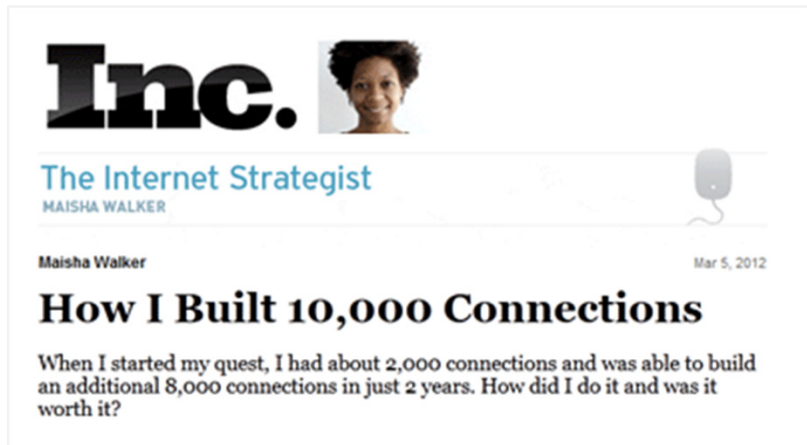 Inc.
The Internet Strategist
MAISHA WALKER
Maisha Walker
Mar 5, 2012
How I Built 10,000 Connections
When I started my quest, I had about 2,000 connections and was able to build
an additional 8,000 connections in just 2 years. How did I do it and was it
worth it?